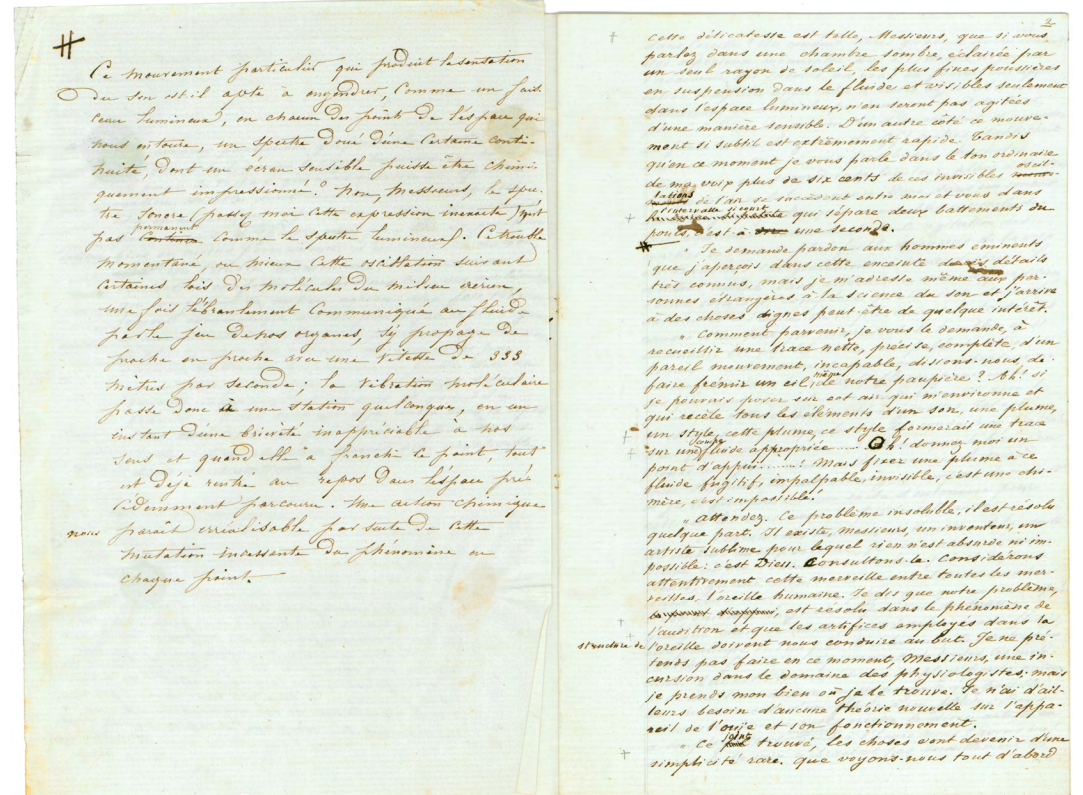 #
Ce mouvement particulier qui produit la sensation
du son est-il apte à engendrer, comme un fais-
ceau lumineux, en chacun des points de l'espace qui
nous entoure, un spectre doué d'une certaine conti-
nuité, dont un écran sensible puisse être chimi-
quement impressionné? Non, Messieurs, le spec-
tre sonore (passez moi cette expression inexacte) n'est
permanent
pas continu comme le spectre lumineux. Ce trouble
momentané ou mieux cette oscillation suivant
certaines lois des molécules du milieu aérien,
une fois l'ébranlement communiqué au fluide
par le jeu de nos organes, s'y propage de
proche en proche avec une vitesse de 333
mètres par seconde; la vibration moléculaire
passe donc à une station quelconque, en un
instant d'une brièveté inappréciable à nos
sens et quand elle a franchi le point, tout
est déjà rentré au repos dans l'espace pré-
cédemment parcouru. Une action chimique
nous paraît irréalisable par suite de cette
mutation incessante du phénomène en
chaque point.
2
cette délicatesse est telle, Messieurs, que si vous
parlez dans une chambre sombre éclairée par
un seul rayon de soleil, les plus fines poussières
en suspension dans le fluide et visibles seulement
dans l'espace lumineux, n'en seront pas agitées
d'une manière sensible. D'un autre côté ce mouve-
ment si subtil est extrêmement rapide. Tandis
qu'en ce moment je vous parle dans le ton ordinaire
oscil-
de ma voix plus de six cents de ces invisibles
lations
de l'air se succèdent entre moi et vous dans
l'intervalle si court
qui sépare deux battements du
pouls, c'est à dire une seconde.
# " Je demande pardon aux hommes éminents
que j'aperçois dans cette enceinte de ces détails
très connus, mais je m'adresse même aux per-
sonnes étrangères à la science du son et j'arrive
à des choses dignes peut-être de quelque intérêt.
" Comment parvenir, je vous le demande, à
recueillir une trace nette, précise, complète, d'un
pareil mouvement, incapable, disons-nous, de
même
faire frémir un cil de notre paupière? Ah! si
je pouvais poser sur cet air qui m'environne et
qui recèle tous les éléments d'un son, une plume,
un style, cette plume, ce style formerait une trace
couche
sur une fluide appropriée ..... Oh! donnez moi un
point d'appui.......! Mais fixer une plume à ce
fluide fugitif, impalpable, invisible, c'est une chi-
mère, c'est impossible!
" Attendez. Ce problème insoluble, il est résolu
quelque part. Il existe, Messieurs, un inventeur, un
artiste sublime pour lequel rien n'est absurde ni im-
possible: c'est Dieu. Consultons-le. Considérons
attentivement cette merveille entre toutes les mer-
veilles, l'oreille humaine. Je dis que notre problème,
est résolu dans le phénomène de
l'audition et que les artifices employés dans la
structure de l'oreille doivent nous conduire au but. Je ne pré-
tends pas faire en ce moment, Messieurs, une in-
cursion dans le domaine des physiologistes; mais
je prends mon bien où je le trouve. Je n'ai d'ail-
leurs besoin d'aucune théorie nouvelle sur l'appa-
reil de l'ouïe et son fonctionnement.
" Ce joint trouvé, les choses vont devenir d'une
simplicité rare. Que voyons-nous tout d'abord